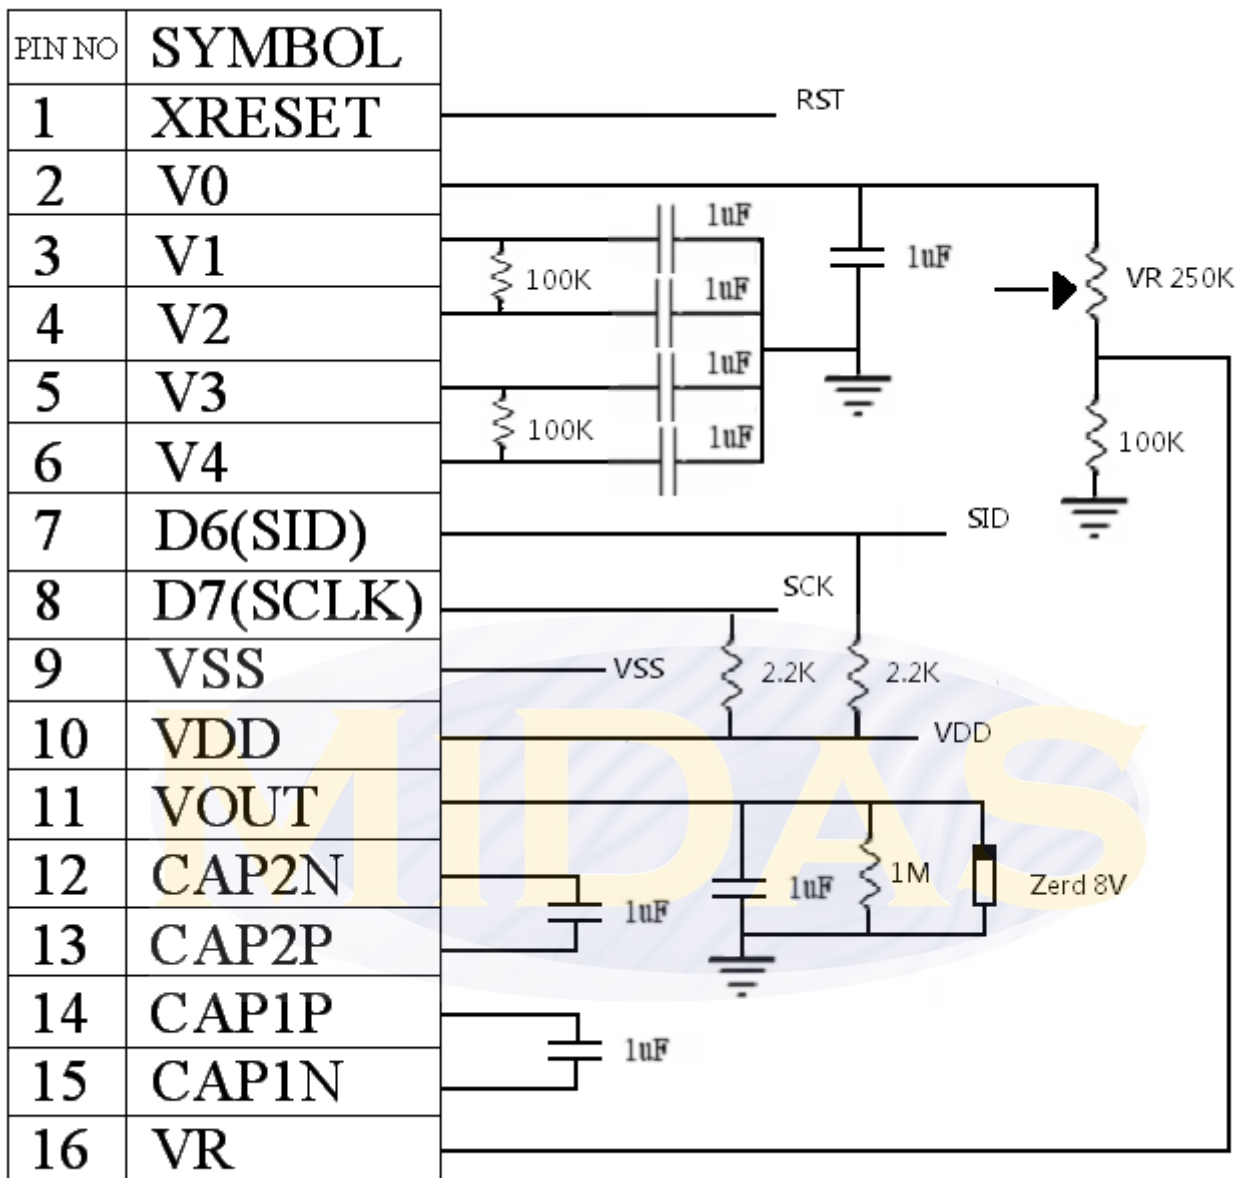 PIN NO SYMBOL
1 XRESET RST
2 V0
1uF
3 V1 1uF
100K VR 250K
1uF
4 V2
1uF
5 V3
100K 1uF 100K
6 V4
7 D6(SID) SID
8 D7(SCLK) SCK
9 VSS VSS 2.2K 2.2K
10 VDD VDD
11 VOUT
12 CAP2N 1uF 1M Zerd 8V
1uF
13 CAP2P
14 CAP1P
1uF
15 CAP1N
16 VR
MIDAS